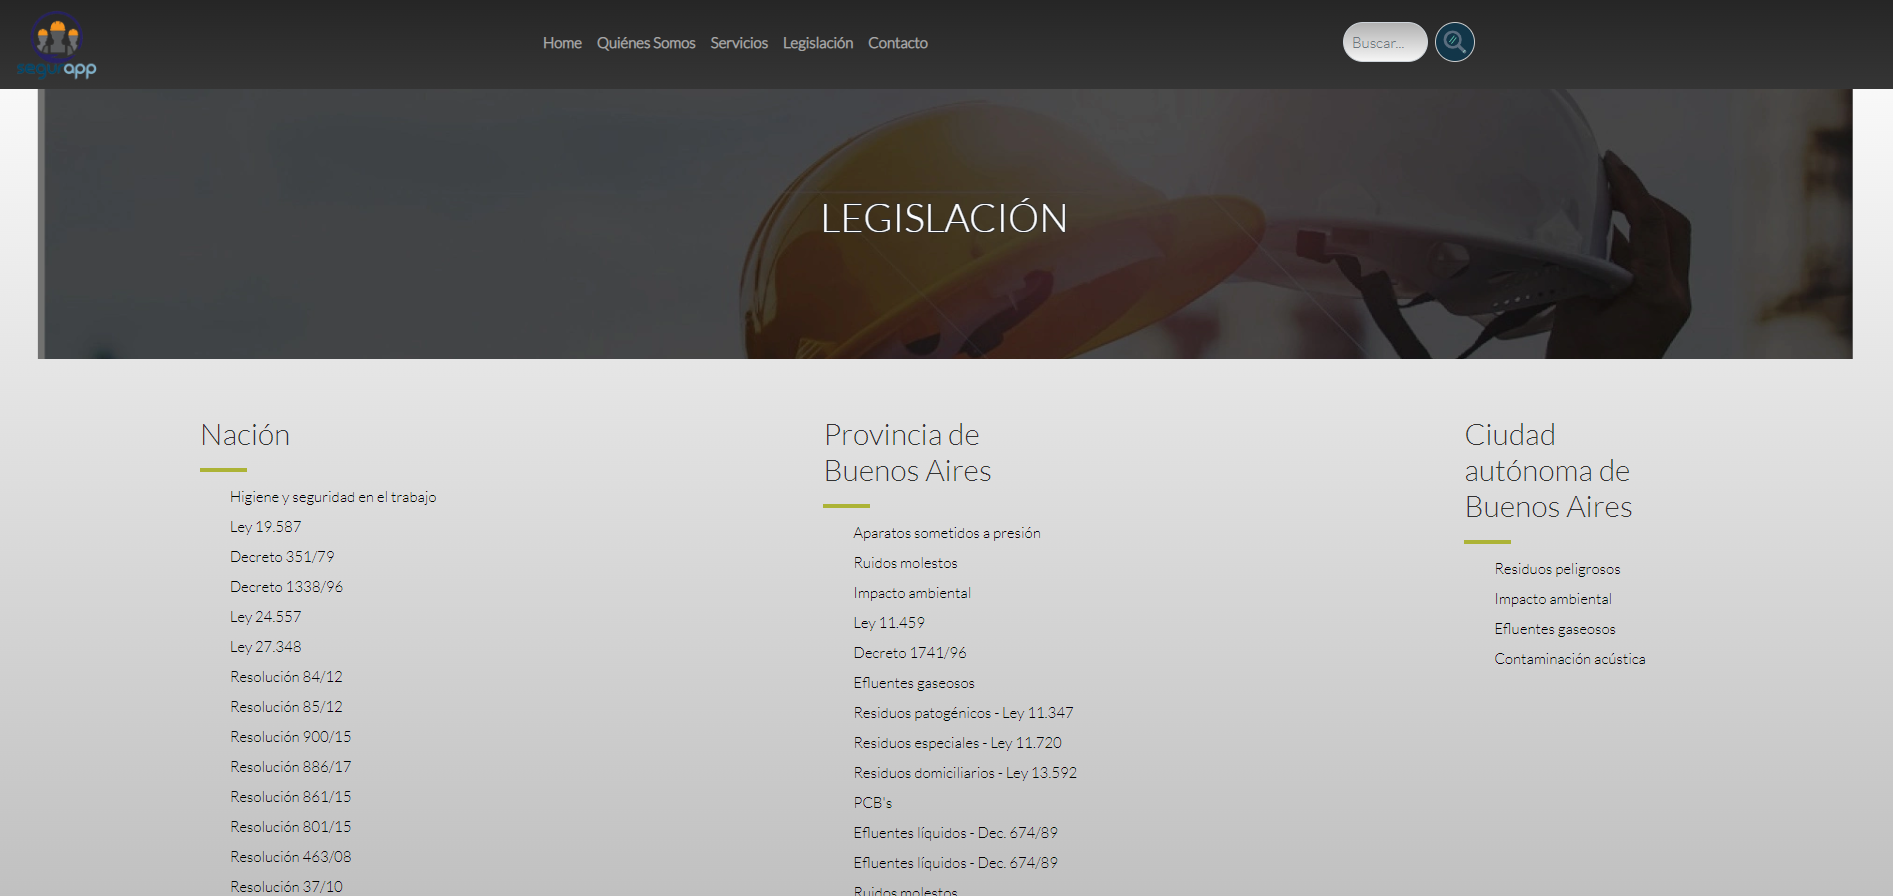 segurapp
Home Quiénes Somos Servicios Legislación Contacto
Buscar...
LEGISLACIÓN
Nación
Higiene y seguridad en el trabajo
Ley 19.587
Decreto 351/79
Decreto 1338/96
Ley 24.557
Ley 27.348
Resolución 84/12
Resolución 85/12
Resolución 900/15
Resolución 886/17
Resolución 861/15
Resolución 801/15
Resolución 463/08
Resolución 37/10
Provincia de
Buenos Aires
Aparatos sometidos a presión
Ruidos molestos
Impacto ambiental
Ley 11.459
Decreto 1741/96
Efluentes gaseosos
Residuos patogénicos - Ley 11.347
Residuos especiales - Ley 11.720
Residuos domiciliarios - Ley 13.592
PCB's
Efluentes líquidos - Dec. 674/89
Efluentes líquidos - Dec. 674/89
Ruidos molestos
Ciudad
autónoma de
Buenos Aires
Residuos peligrosos
Impacto ambiental
Efluentes gaseosos
Contaminación acústica